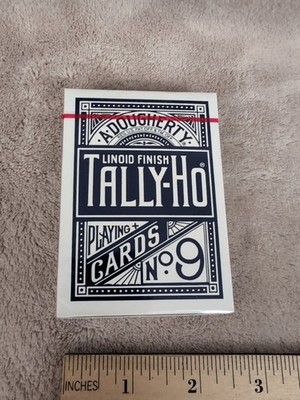 A.DOUGHERTY
LINOID FINISH
TALLY-HO®
PLAYING +
CARDS
No. 9
INCHES 1 2 3